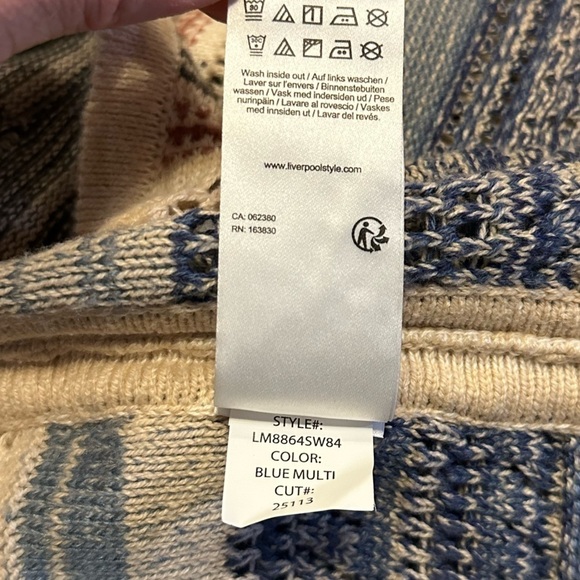 Wash inside out / Auf links waschen /
Laver sur l'envers / Binnenstebuiten
wassen / Vask med indersiden ud / Pese
nurinpäin / Lavare al rovescio / Vaskes
med innsiden ut / Lavar del revés.
www.liverpoolstyle.com
CA: 062380
RN: 163830
STYLE#:
LM8864SW84
COLOR:
BLUE MULTI
CUT#:
25113